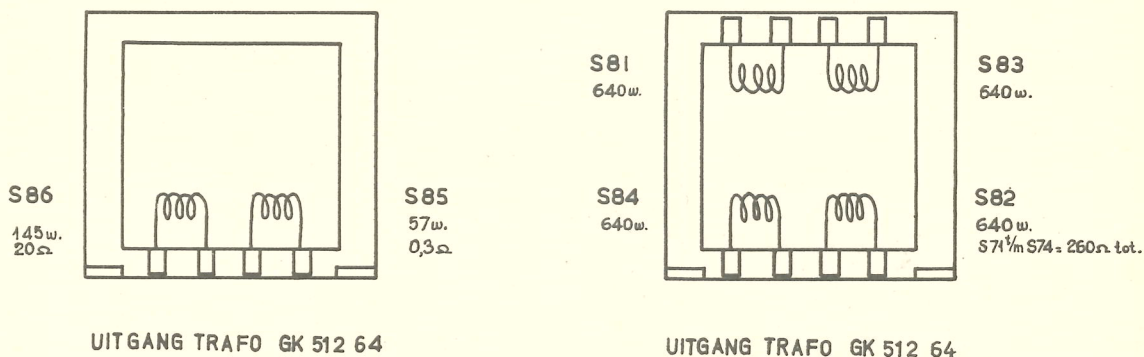 S86
145w.
20Ω
S85
57w.
0,3Ω
UITGANG TRAFO GK 512 64
S81
640w.
S83
640w.
S84
640w.
S82
640w.
S71 t/m S74 = 260Ω tot.
UITGANG TRAFO GK 512 64